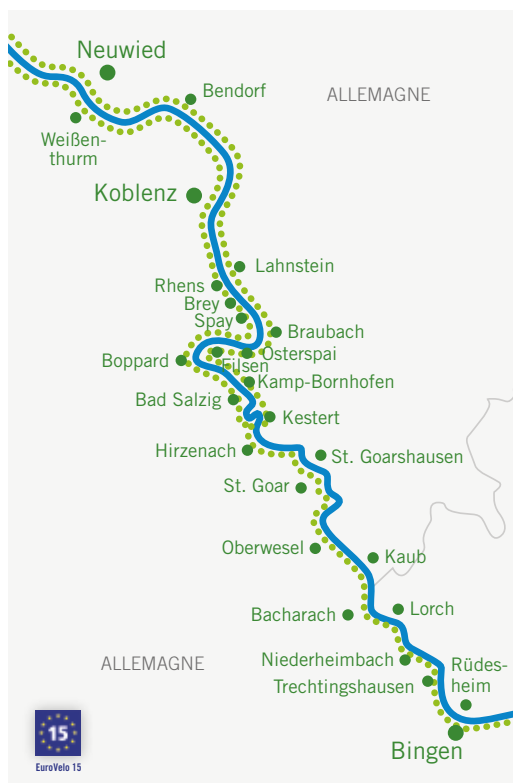 Neuwied
Bendorf
ALLEMAGNE
Weißen-
thurm
Koblenz
Lahnstein
Rhens
Brey
Spay
Braubach
Osterspai
Filsen
Boppard
Kamp-Bornhofen
Bad Salzig
Kestert
Hirzenach
St. Goarshausen
St. Goar
Oberwesel
Kaub
Bacharach
Lorch
ALLEMAGNE
Niederheimbach
Rüdes-
heim
Trechtingshausen
15
EuroVelo 15
Bingen